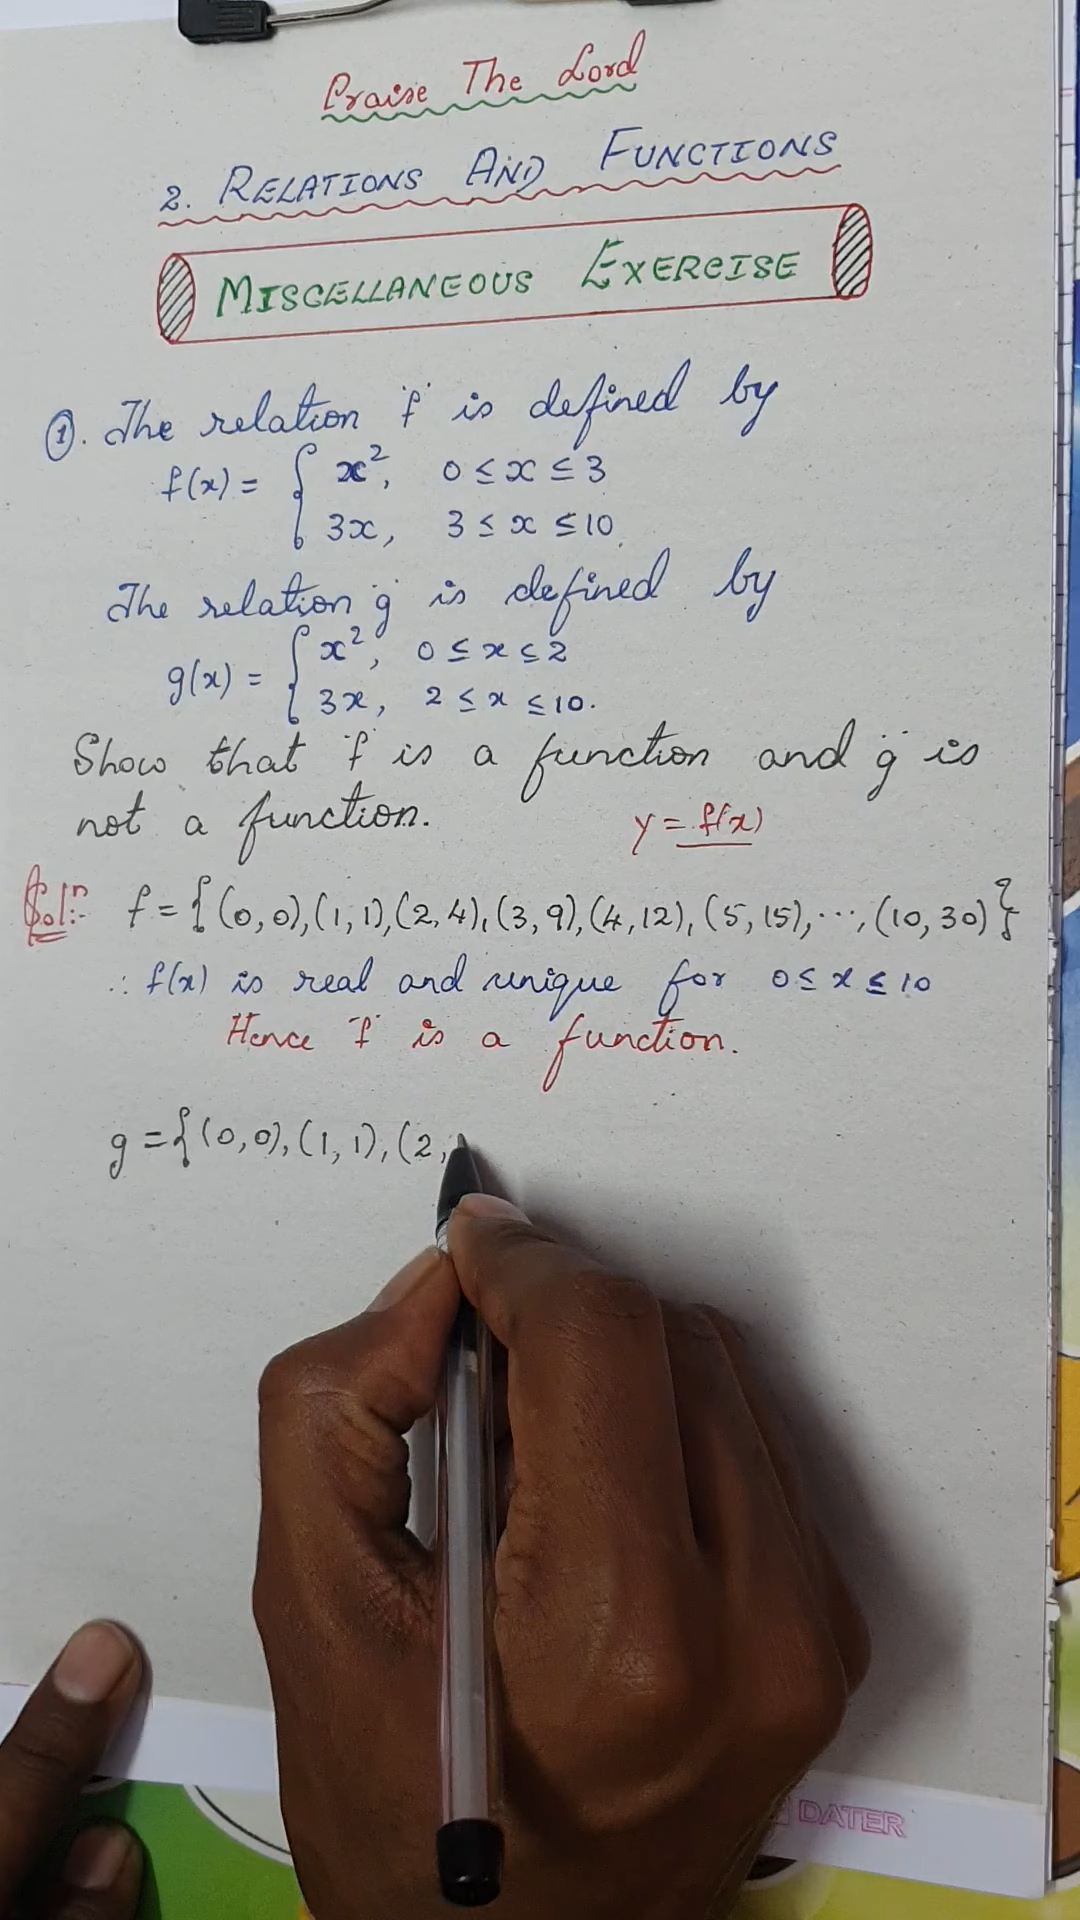 Praise The Lord
2. RELATIONS AND FUNCTIONS
MISCELLANEOUS EXERCISE
①. The relation 'f' is defined by
f(x) = { x², 0 ≤ x ≤ 3
3x, 3 ≤ x ≤ 10.
The relation 'g' is defined by
g(x) = { x², 0 ≤ x ≤ 2
3x, 2 ≤ x ≤ 10.
Show that 'f' is a function and 'g' is
not a function.
y = f(x)
Solⁿ:- f = {(0,0), (1,1), (2,4), (3,9), (4,12), (5,15), ..., (10,30)}
∴ f(x) is real and unique for 0 ≤ x ≤ 10
Hence 'f' is a function.
g = {(0,0), (1,1), (2,
DATER